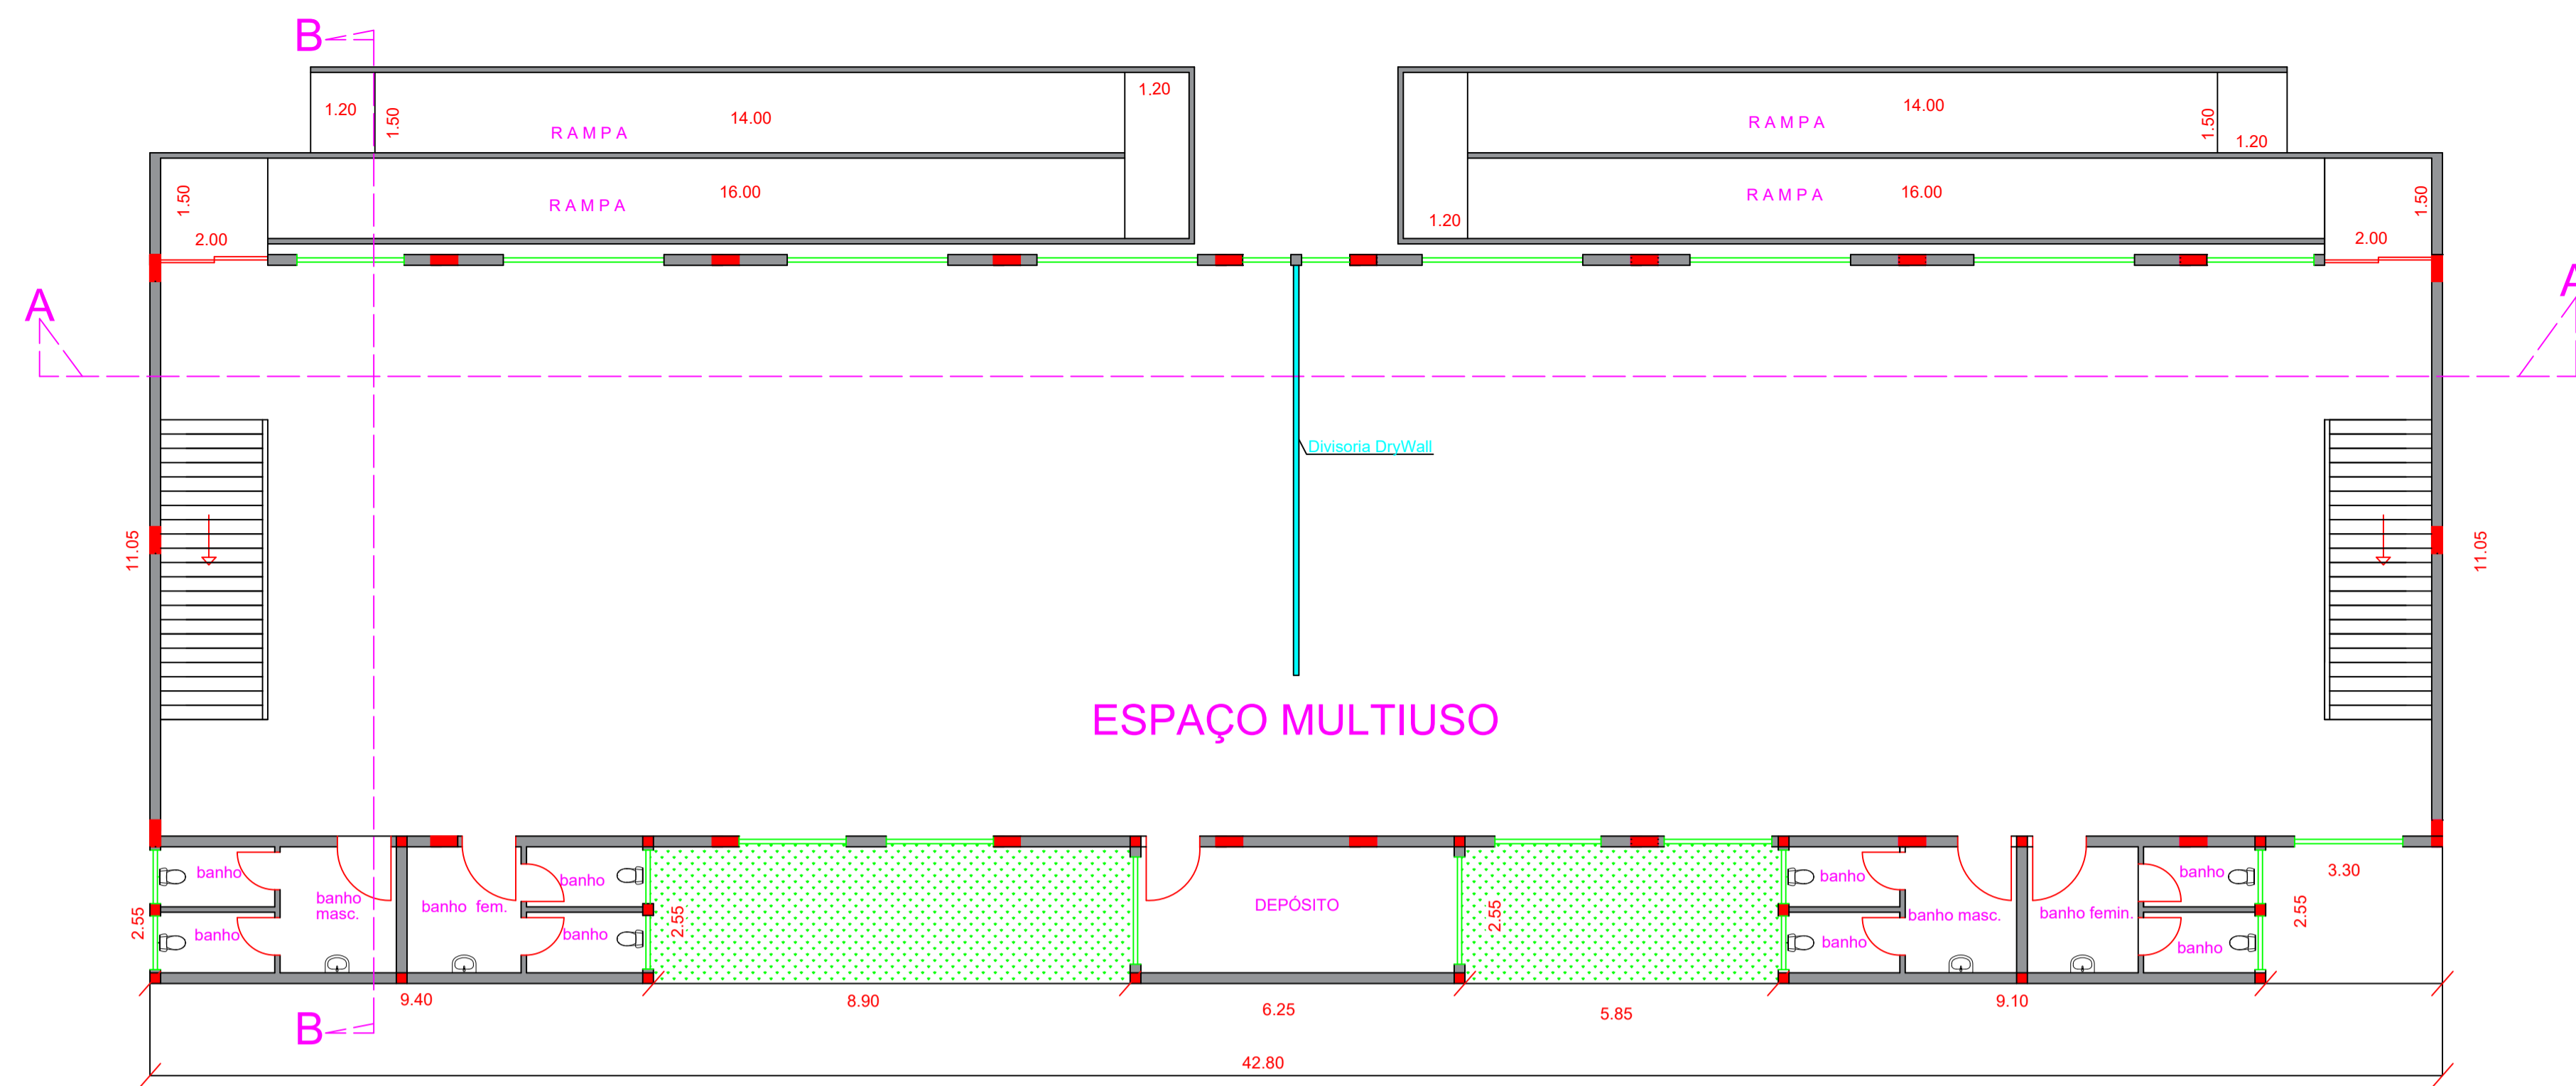 B
1.20
1.50
14.00
RAMPA
1.20
14.00
RAMPA
1.50
1.20
1.50
2.00
16.00
RAMPA
1.20
16.00
RAMPA
1.50
2.00
A
A
Divisoria DryWall
11.05
11.05
ESPAÇO MULTIUSO
banho
banho
banho
masc.
banho fem.
banho
banho
2.55
2.55
DEPÓSITO
2.55
banho
banho
banho masc.
banho femin.
banho
banho
3.30
2.55
9.40
8.90
6.25
5.85
9.10
B
42.80